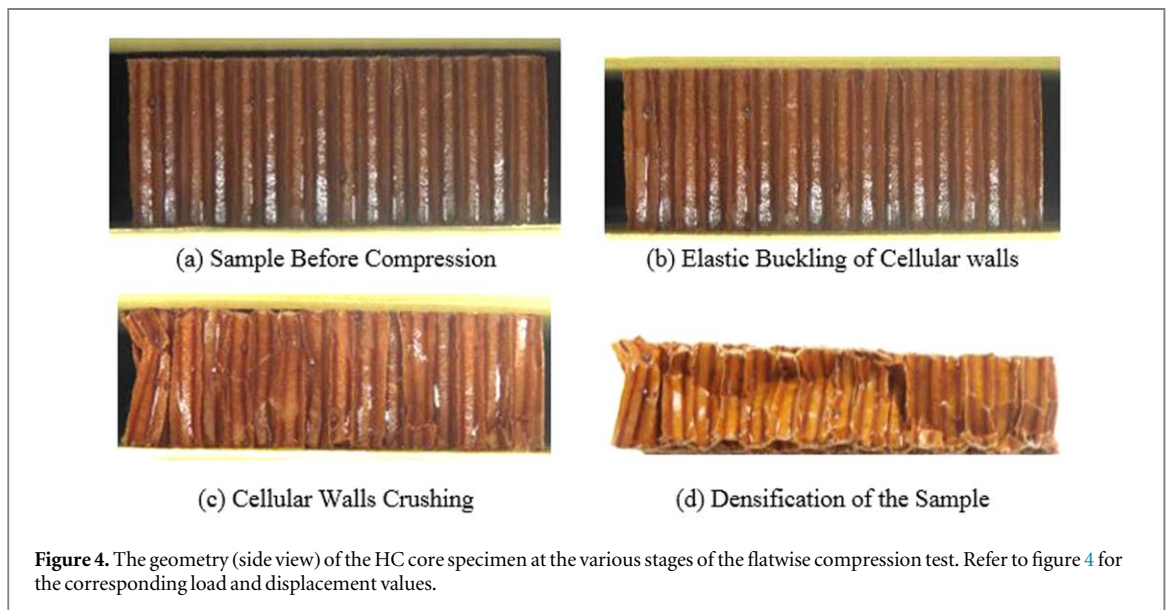 (a) Sample Before Compression
(b) Elastic Buckling of Cellular walls
(c) Cellular Walls Crushing
(d) Densification of the Sample
Figure 4. The geometry (side view) of the HC core specimen at the various stages of the flatwise compression test. Refer to figure 4 for
the corresponding load and displacement values.